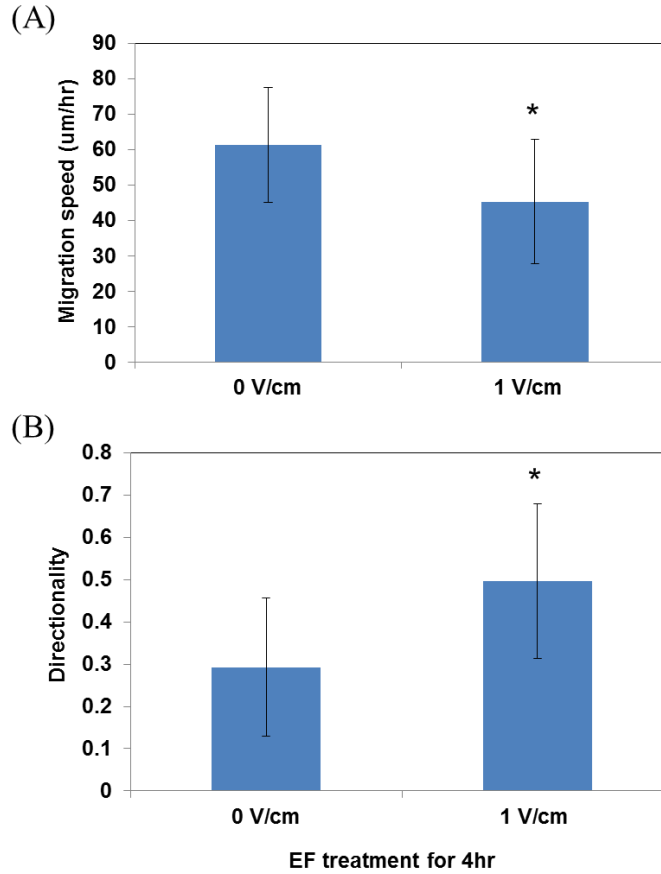 (A)
Migration speed (um/hr)
90
80
70
60
50
40
30
20
10
0
*
0 V/cm
1 V/cm
(B)
Directionality
0.8
0.7
0.6
0.5
0.4
0.3
0.2
0.1
0
*
0 V/cm
1 V/cm
EF treatment for 4hr